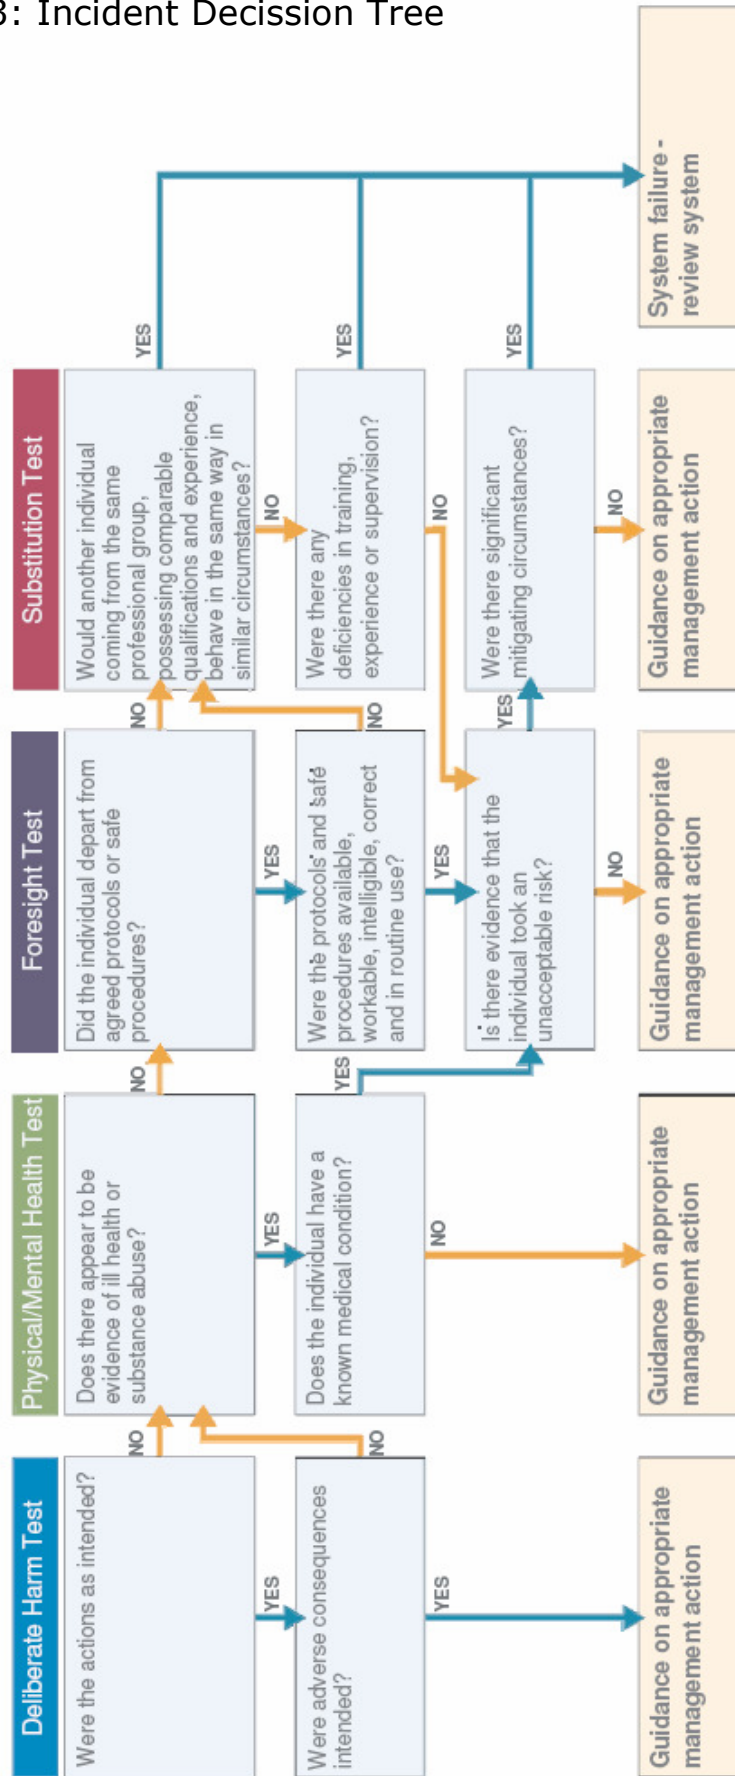 3: Incident Decission Tree
Deliberate Harm Test
Were the actions as intended?
NO
YES
Were adverse consequences
intended?
NO
YES
Guidance on appropriate
management action
Physical/Mental Health Test
Does there appear to be
evidence of ill health or
substance abuse?
NO
YES
Does the individual have a
known medical condition?
YES
NO
Guidance on appropriate
management action
Foresight Test
Did the individual depart from
agreed protocols or safe
procedures?
NO
YES
Were the protocols and safe
procedures available,
workable, intelligible, correct
and in routine use?
NO
YES
Is there evidence that the
individual took an
unacceptable risk?
YES
NO
Guidance on appropriate
management action
Substitution Test
Would another individual
coming from the same
professional group,
possessing comparable
qualifications and experience,
behave in the same way in
similar circumstances?
YES
NO
Were there any
deficiencies in training,
experience or supervision?
YES
NO
Were there significant
mitigating circumstances?
YES
NO
Guidance on appropriate
management action
System failure -
review system